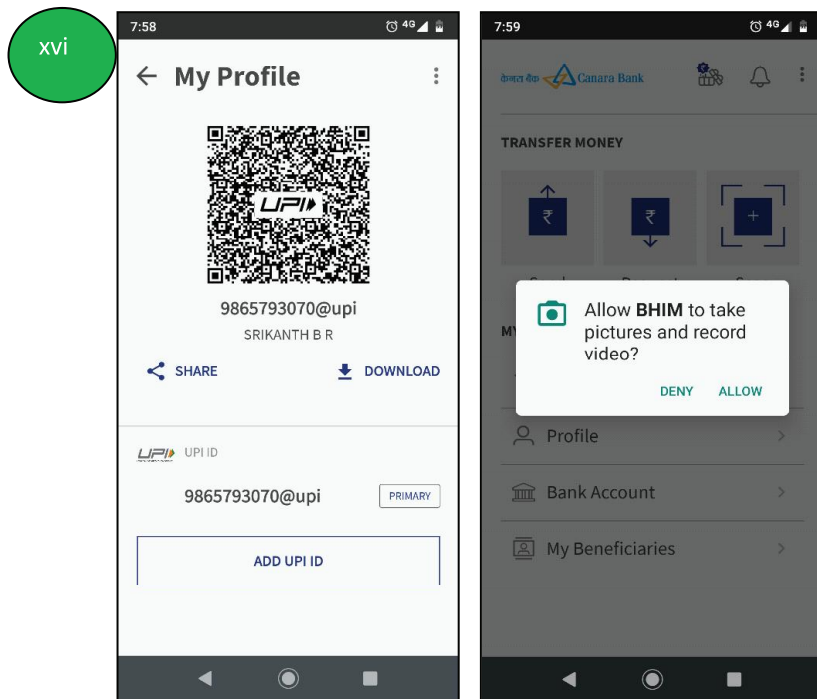 xvi
7:58
4G
My Profile
UPI
9865793070@upi
SRIKANTH B R
SHARE
DOWNLOAD
UPI
UPI ID
9865793070@upi
PRIMARY
ADD UPI ID
7:59
4G
केनरा बैंक Canara Bank
TRANSFER MONEY
₹
₹
+
Allow BHIM to take
pictures and record
video?
DENY
ALLOW
Profile
Bank Account
My Beneficiaries